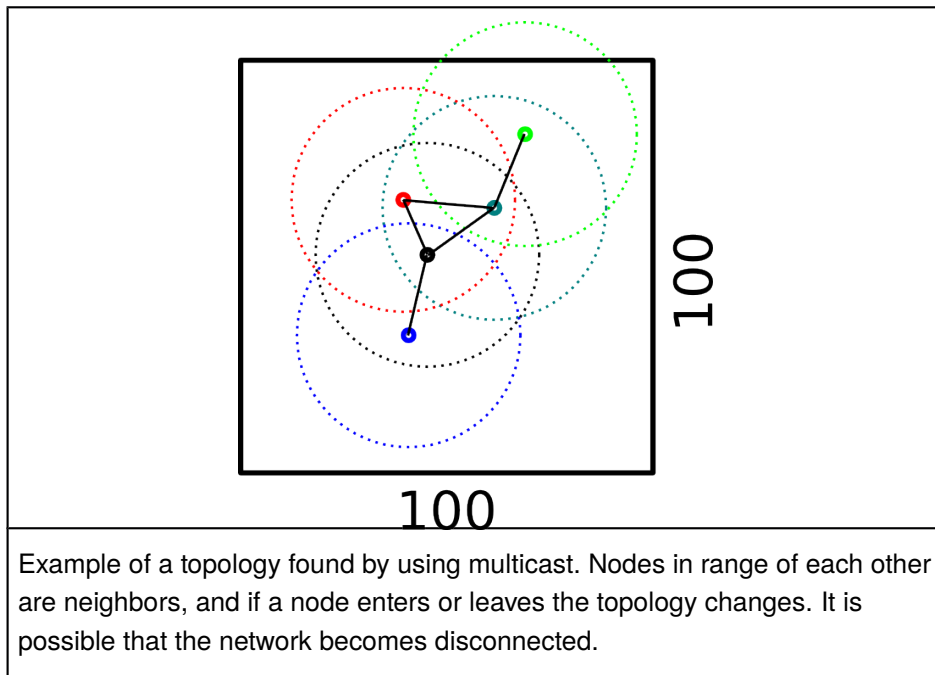 100
100
Example of a topology found by using multicast. Nodes in range of each other
are neighbors, and if a node enters or leaves the topology changes. It is
possible that the network becomes disconnected.